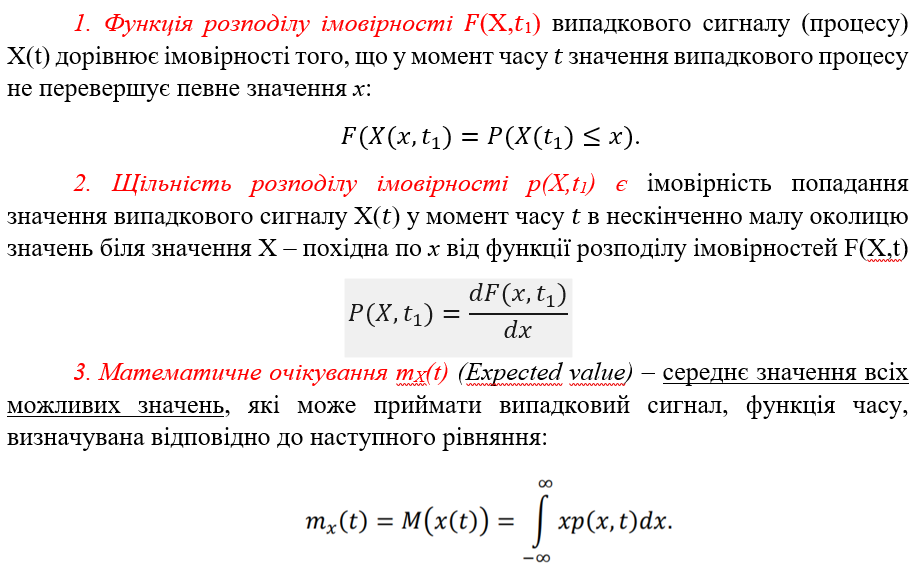 1. Функція розподілу імовірності F(X,t₁) випадкового сигналу (процесу)
X(t) дорівнює імовірності того, що у момент часу t значення випадкового процесу
не перевершує певне значення x:
F(X(x, t₁) = P(X(t₁) ≤ x).
2. Щільність розподілу імовірності p(X,t₁) є імовірність попадання
значення випадкового сигналу X(t) у момент часу t в нескінченно малу околицю
значень біля значення X – похідна по x від функції розподілу імовірностей F(X,t)
P(X, t₁) = dF(x, t₁) / dx
3. Математичне очікування mX(t) (Expected value) – середнє значення всіх
можливих значень, які може приймати випадковий сигнал, функція часу,
визначувана відповідно до наступного рівняння:
mₓ(t) = M(x(t)) = ∫_{-∞}^{∞} xp(x, t)dx.